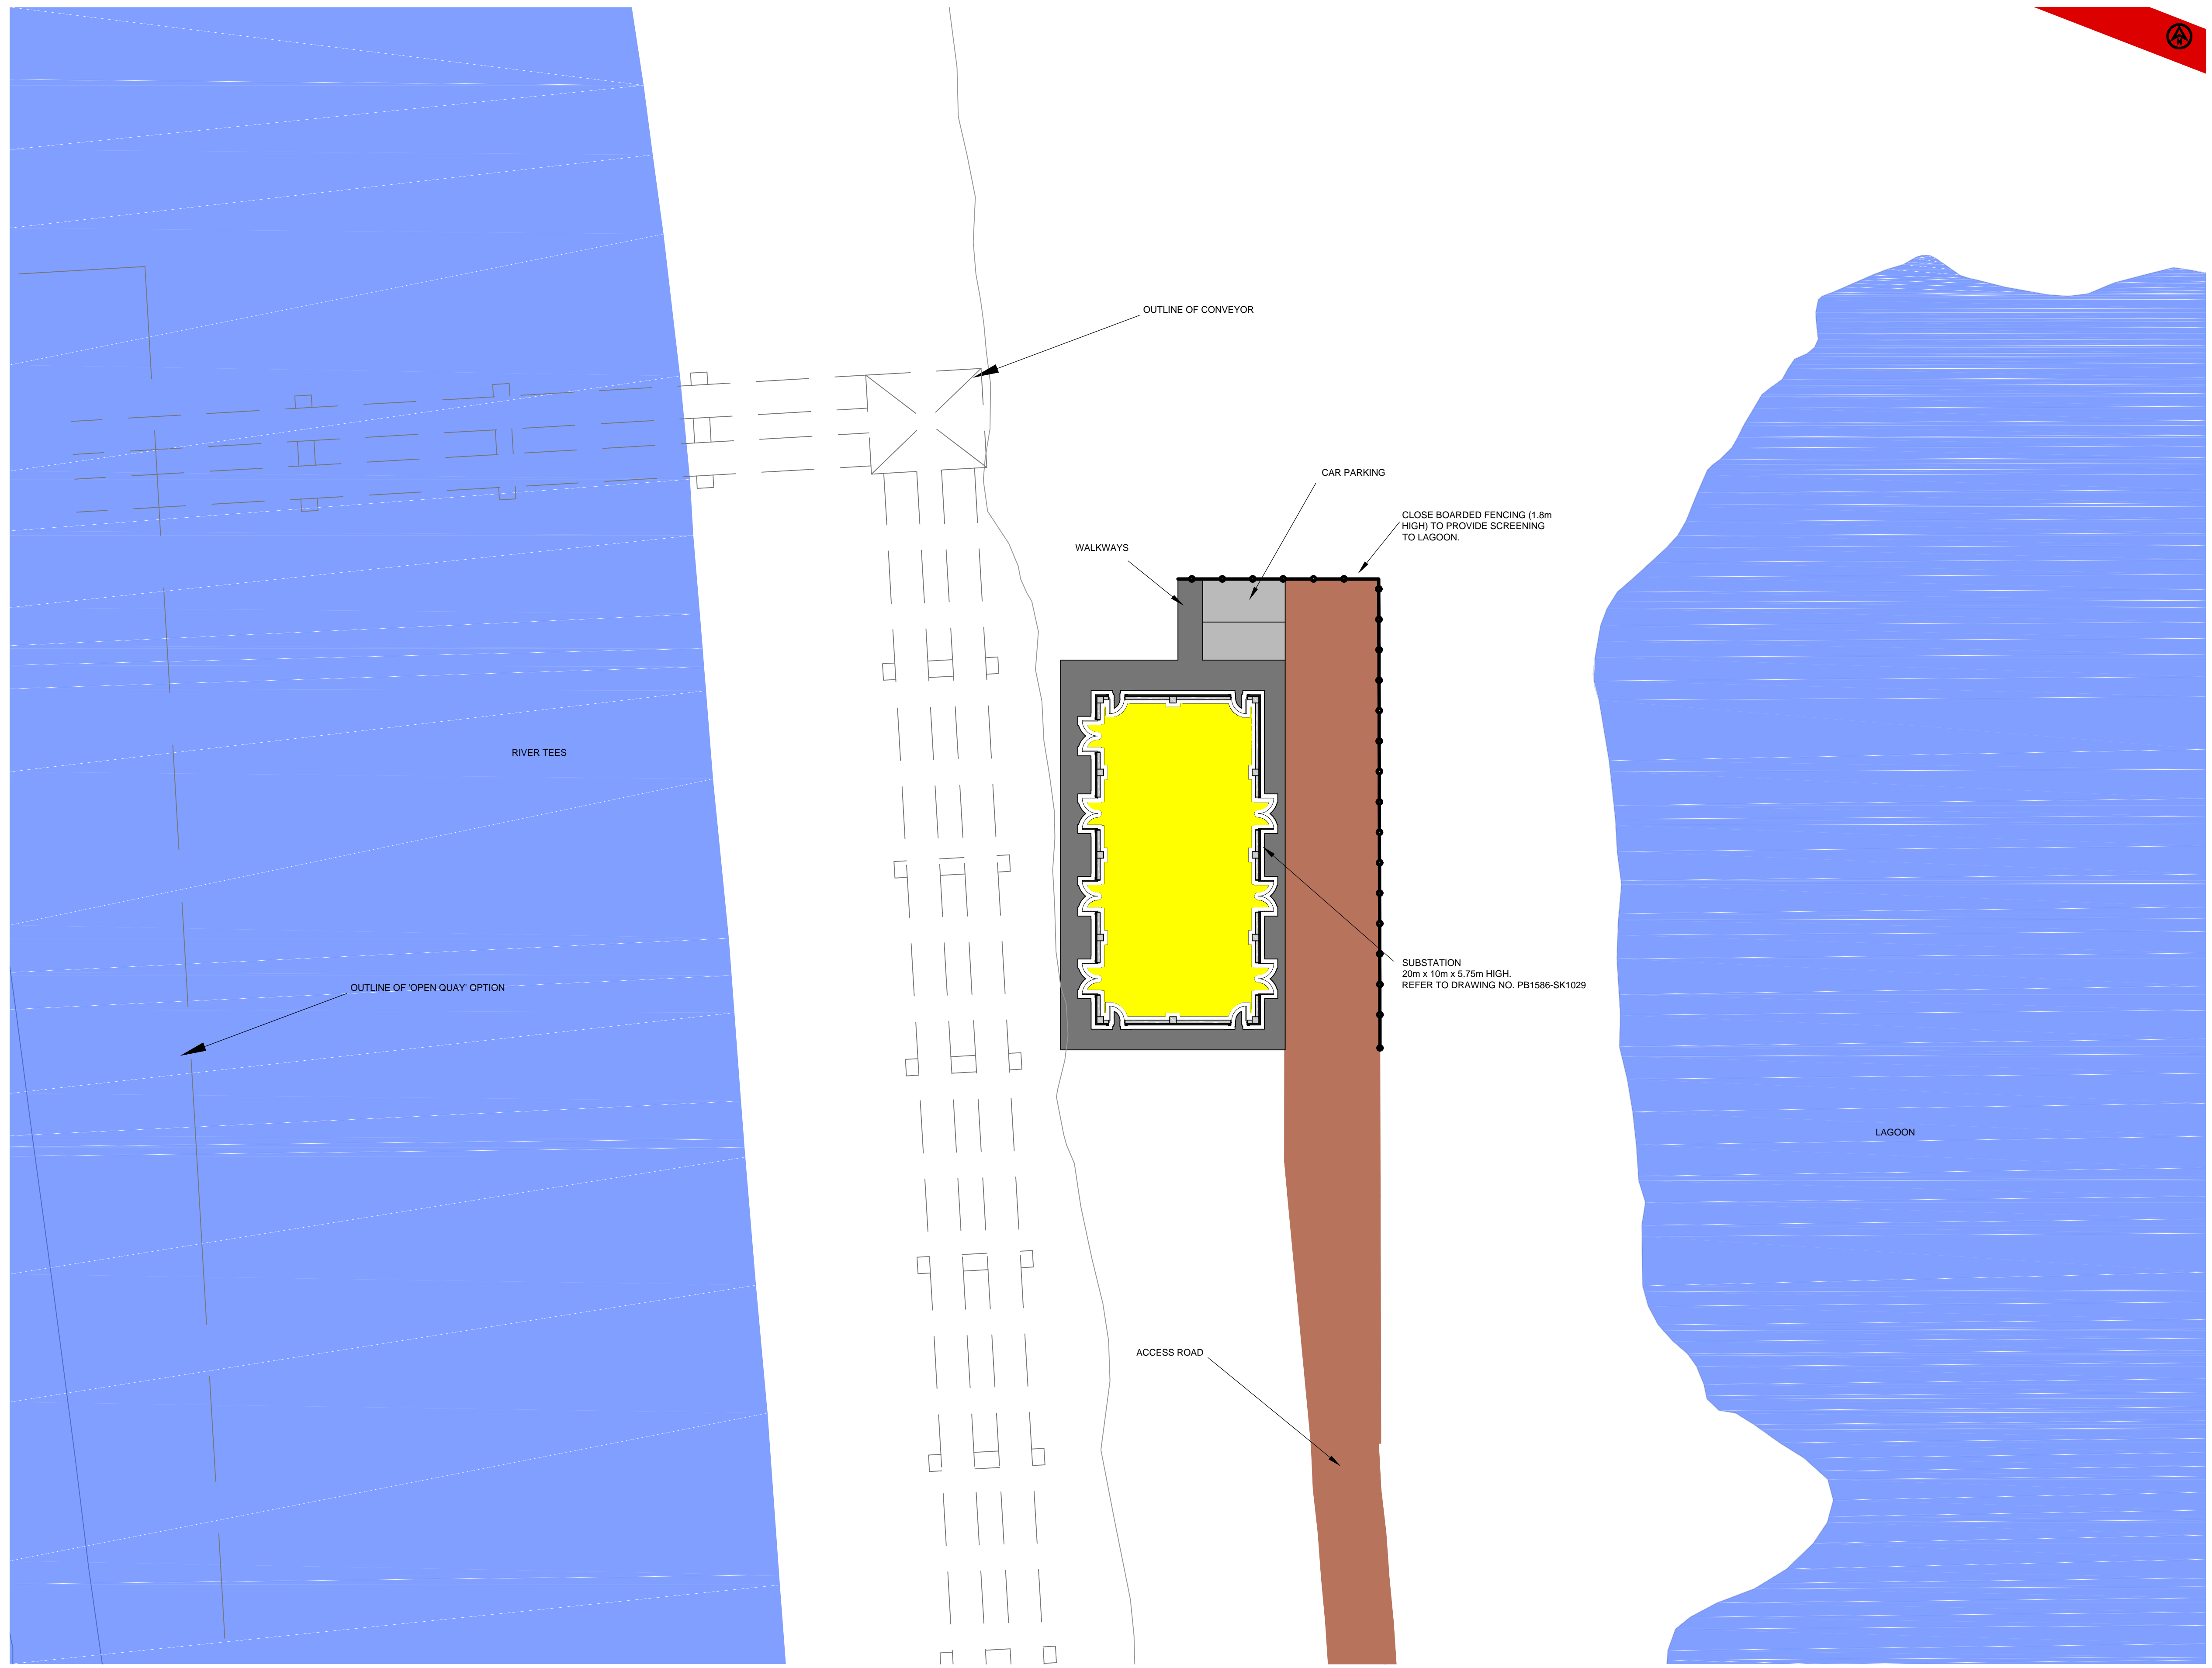 N
OUTLINE OF CONVEYOR
CAR PARKING
CLOSE BOARDED FENCING (1.8m
HIGH) TO PROVIDE SCREENING
TO LAGOON.
WALKWAYS
RIVER TEES
SUBSTATION
20m x 10m x 5.75m HIGH.
REFER TO DRAWING NO. PB1586-SK1029
OUTLINE OF 'OPEN QUAY' OPTION
LAGOON
ACCESS ROAD